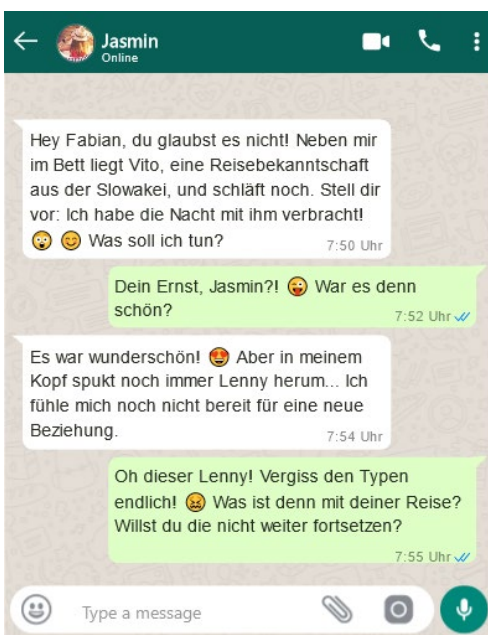 Jasmin
Online
Hey Fabian, du glaubst es nicht! Neben mir
im Bett liegt Vito, eine Reisebekanntschaft
aus der Slowakei, und schläft noch. Stell dir
vor: Ich habe die Nacht mit ihm verbracht!
😲 😊 Was soll ich tun?
7:50 Uhr
Dein Ernst, Jasmin?! 😜 War es denn
schön?
7:52 Uhr
Es war wunderschön! 😍 Aber in meinem
Kopf spukt noch immer Lenny herum... Ich
fühle mich noch nicht bereit für eine neue
Beziehung.
7:54 Uhr
Oh dieser Lenny! Vergiss den Typen
endlich! 😖 Was ist denn mit deiner Reise?
Willst du die nicht weiter fortsetzen?
7:55 Uhr
Type a message